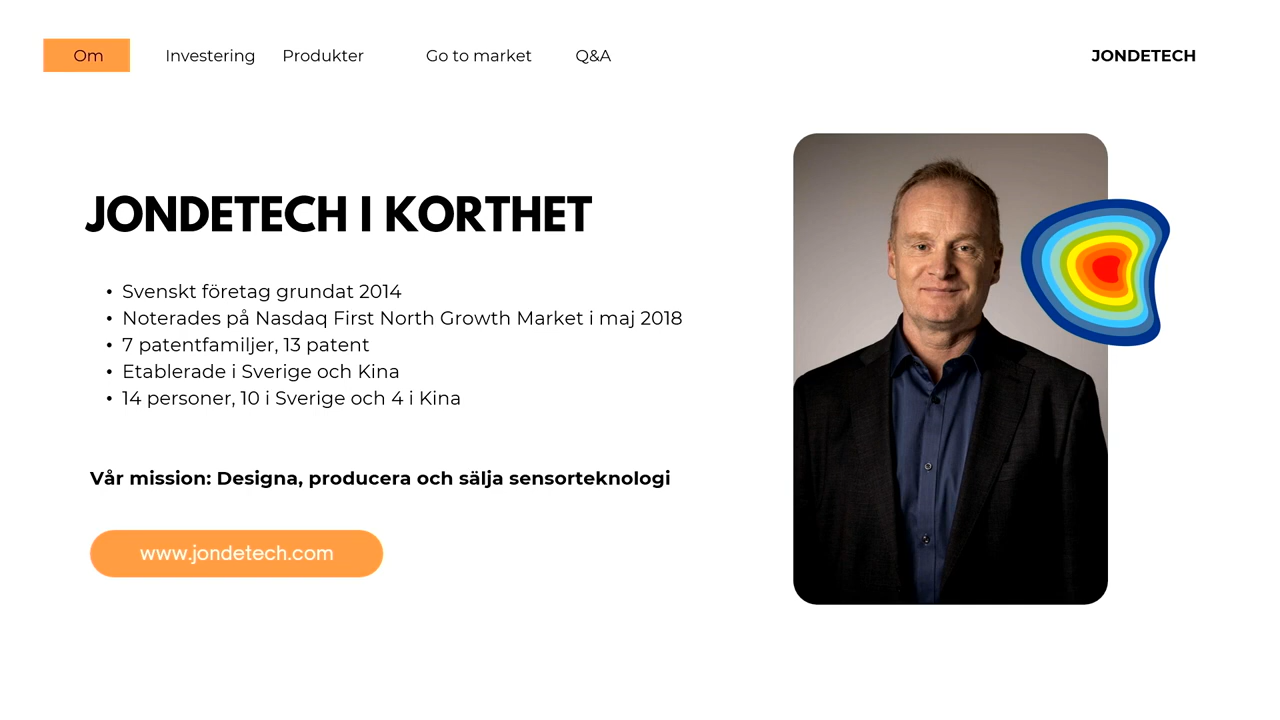 Om Investering Produkter Go to market Q&A JONDETECH
JONDETECH I KORTHET
• Svenskt företag grundat 2014
• Noterades på Nasdaq First North Growth Market i maj 2018
• 7 patentfamiljer, 13 patent
• Etablerade i Sverige och Kina
• 14 personer, 10 i Sverige och 4 i Kina
Vår mission: Designa, producera och sälja sensorteknologi
www.jondetech.com